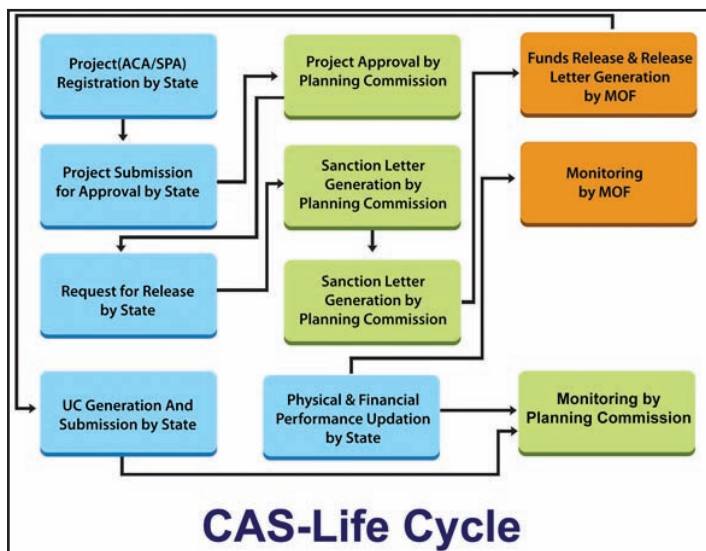 Project(ACA/SPA)
Registration by State
Project Approval by
Planning Commission
Funds Release & Release
Letter Generation
by MOF
Project Submission
for Approval by State
Sanction Letter
Generation by
Planning Commission
Monitoring
by MOF
Request for Release
by State
Sanction Letter
Generation by
Planning Commission
UC Generation And
Submission by State
Physical & Financial
Performance Updation
by State
Monitoring by
Planning Commission
CAS-Life Cycle